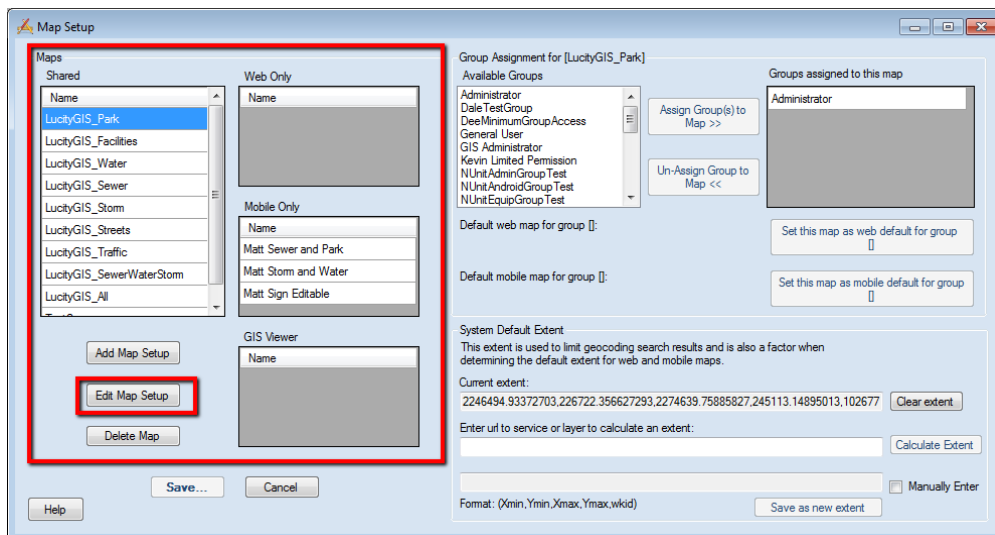 Map Setup
Maps
Shared
Name
LucityGIS_Park
LucityGIS_Facilities
LucityGIS_Water
LucityGIS_Sewer
LucityGIS_Storm
LucityGIS_Streets
LucityGIS_Traffic
LucityGIS_SewerWaterStorm
LucityGIS_All
Web Only
Name
Mobile Only
Name
Matt Sewer and Park
Matt Storm and Water
Matt Sign Editable
GIS Viewer
Name
Add Map Setup
Edit Map Setup
Delete Map
Save...
Cancel
Help
Group Assignment for [LucityGIS_Park]
Available Groups
Administrator
DaleTestGroup
DeeMinimumGroupAccess
General User
GIS Administrator
Kevin Limited Permission
NUnitAdminGroupTest
NUnitAndroidGroupTest
NUnitEquipGroupTest
Assign Group(s) to
Map >>
Un-Assign Group to
Map <<
Groups assigned to this map
Administrator
Default web map for group []:
Set this map as web default for group
[]
Default mobile map for group []:
Set this map as mobile default for group
[]
System Default Extent
This extent is used to limit geocoding search results and is also a factor when
determining the default extent for web and mobile maps.
Current extent:
2246494.93372703,226722.356627293,2274639.75885827,245113.14895013,102677
Clear extent
Enter url to service or layer to calculate an extent:
Calculate Extent
Manually Enter
Format: (Xmin,Ymin,Xmax,Ymax,wkid)
Save as new extent